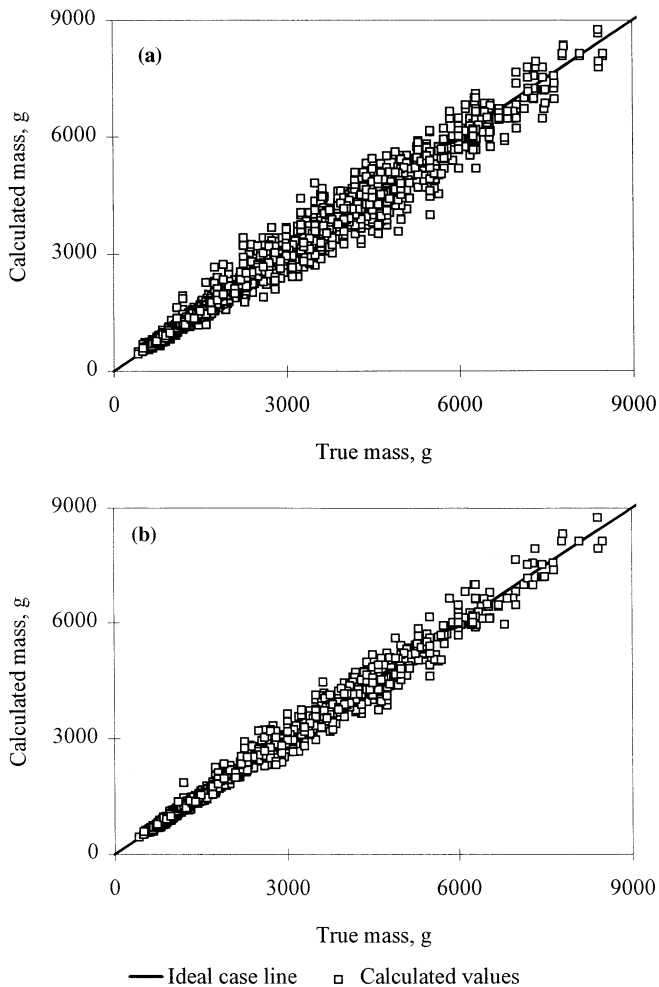 9000
(a)
6000
Calculated mass, g
3000
0
0 3000 6000 9000
True mass, g
9000
(b)
6000
Calculated mass, g
3000
0
0 3000 6000 9000
True mass, g
Ideal case line Calculated values